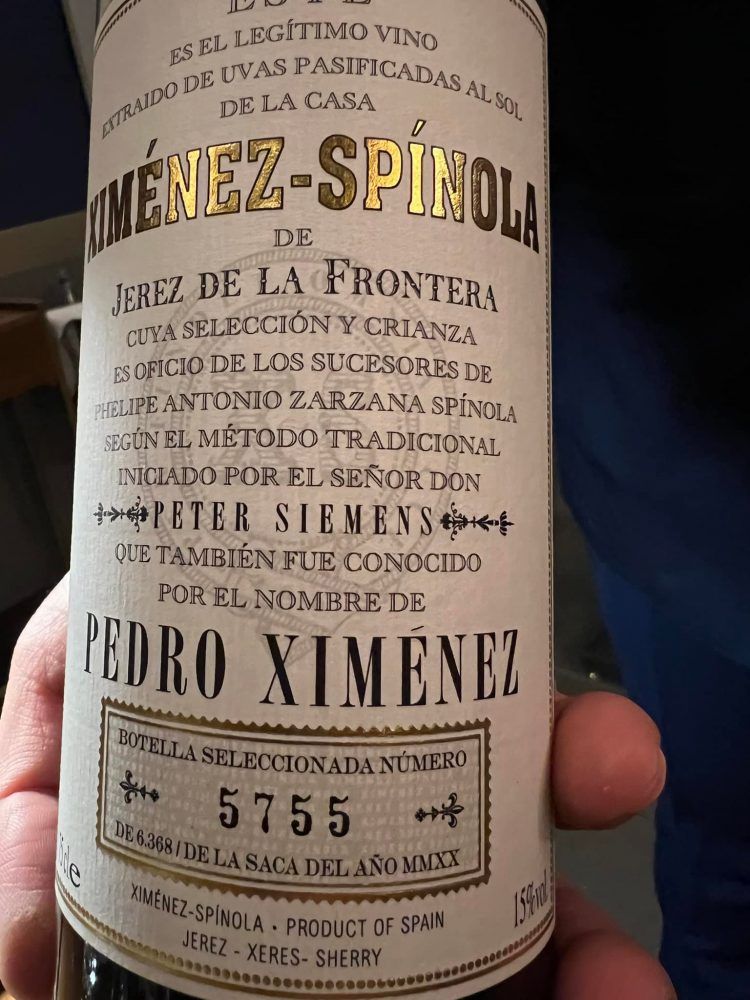 ES EL LEGÍTIMO VINO
EXTRAIDO DE UVAS PASIFICADAS AL SOL
DE LA CASA
XIMÉNEZ-SPÍNOLA
DE
JEREZ DE LA FRONTERA
CUYA SELECCIÓN Y CRIANZA
ES OFICIO DE LOS SUCESORES DE
PHELIPE ANTONIO ZARZANA SPÍNOLA
SEGÚN EL MÉTODO TRADICIONAL
INICIADO POR EL SEÑOR DON
PETER SIEMENS
QUE TAMBIÉN FUE CONOCIDO
POR EL NOMBRE DE
PEDRO XIMÉNEZ
BOTELLA SELECCIONADA NÚMERO
5755
DE 6.368 / DE LA SACA DEL AÑO MMXX
15%vol.
XIMÉNEZ-SPÍNOLA · PRODUCT OF SPAIN
JEREZ - XERES- SHERRY